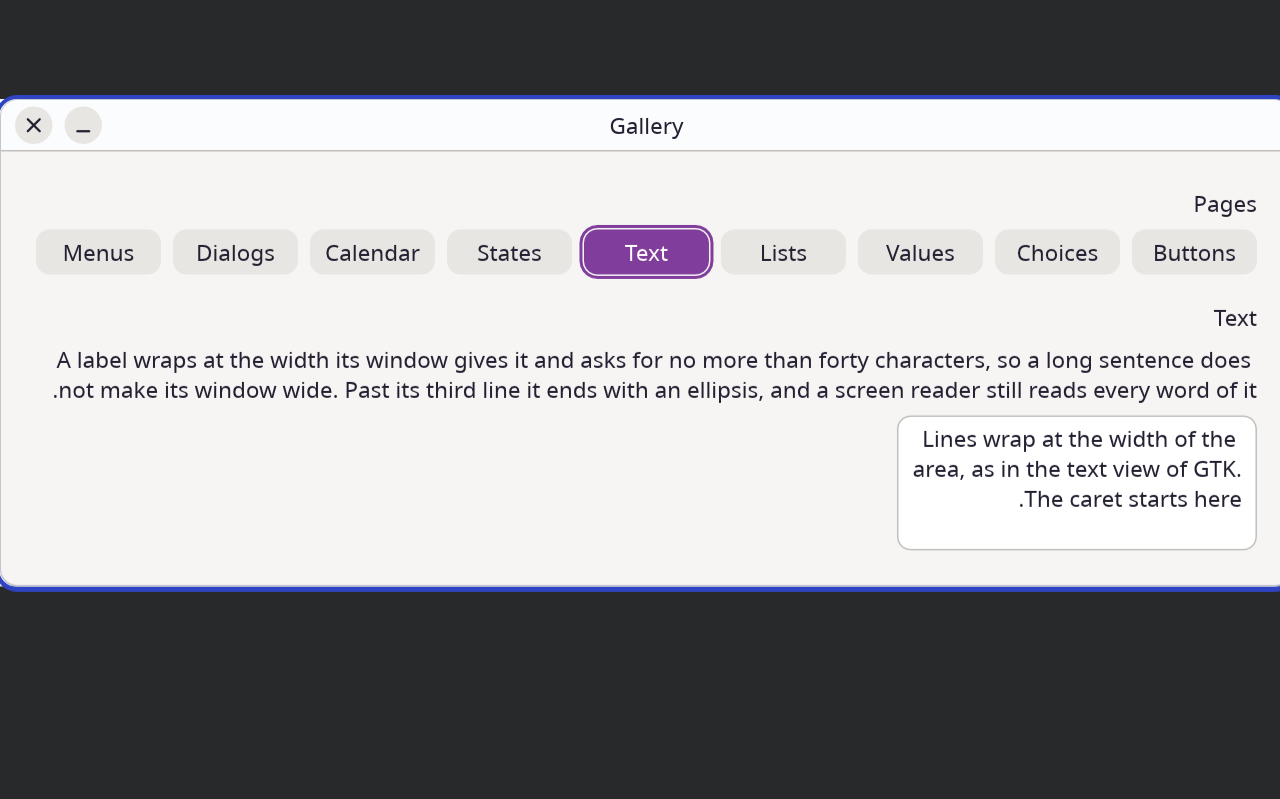 Gallery
Pages
Menus Dialogs Calendar States Text Lists Values Choices Buttons
Text
A label wraps at the width its window gives it and asks for no more than forty characters, so a long sentence does
.not make its window wide. Past its third line it ends with an ellipsis, and a screen reader still reads every word of it
Lines wrap at the width of the
area, as in the text view of GTK.
.The caret starts here